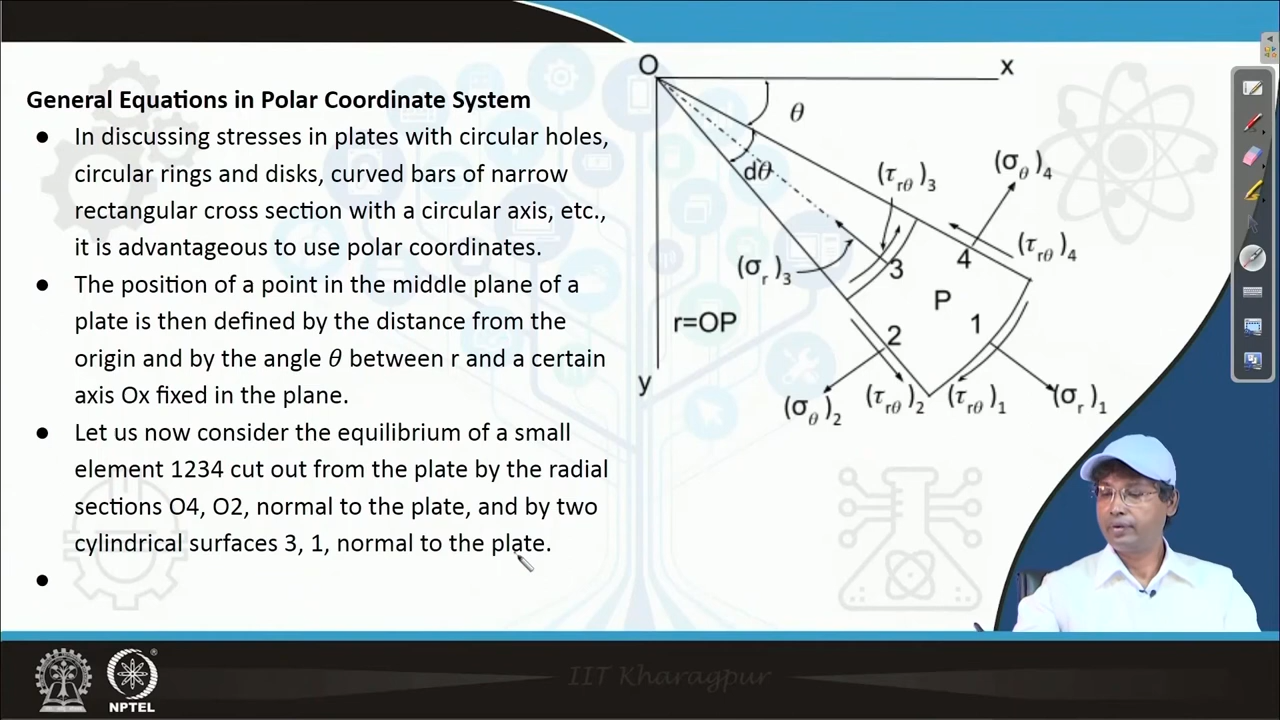 General Equations in Polar Coordinate System
● In discussing stresses in plates with circular holes,
circular rings and disks, curved bars of narrow
rectangular cross section with a circular axis, etc.,
it is advantageous to use polar coordinates.
● The position of a point in the middle plane of a
plate is then defined by the distance from the
origin and by the angle θ between r and a certain
axis Ox fixed in the plane.
● Let us now consider the equilibrium of a small
element 1234 cut out from the plate by the radial
sections O4, O2, normal to the plate, and by two
cylindrical surfaces 3, 1, normal to the plate.
●
O
x
θ
dθ
(τrθ)3
(σθ)4
(τrθ)4
4
3
(σr)3
P
r=OP
2
1
y
(σθ)2
(τrθ)2
(τrθ)1
(σr)1
IIT Kharagpur
NPTEL